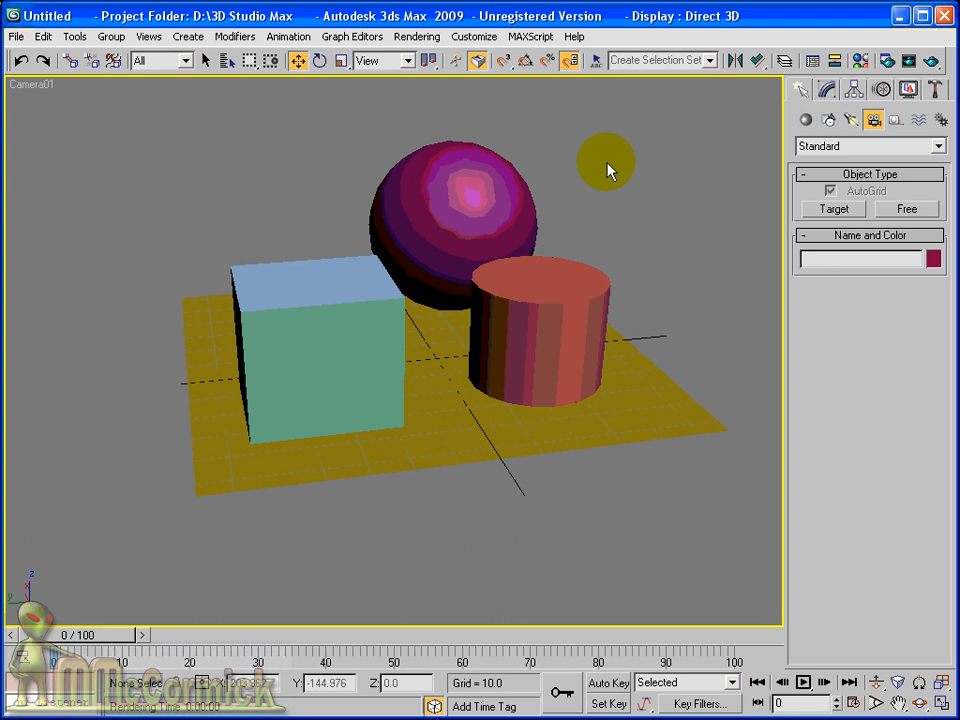 Untitled - Project Folder: D:\3D Studio Max - Autodesk 3ds Max 2009 - Unregistered Version - Display : Direct 3D
File Edit Tools Group Views Create Modifiers Animation Graph Editors Rendering Customize MAXScript Help
All View Create Selection Set
Camera01
Standard
- Object Type
AutoGrid
Target Free
- Name and Color
z
x
y
< 0 / 100 >
10 20 30 40 50 60 70 80 90 100
MMcCormick
None Selec X: Y: -144.976 Z: 0.0 Grid = 10.0 Auto Key Selected
Rendering Time 0:00:00 Add Time Tag Set Key Key Filters... 0